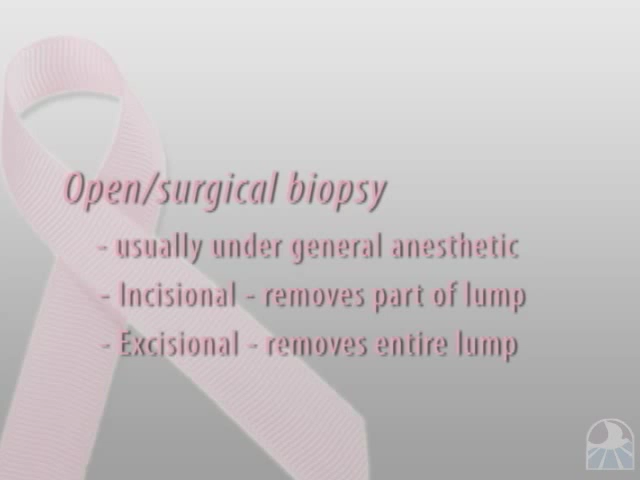 Open/surgical biopsy
- usually under general anesthetic
- Incisional - removes part of lump
- Excisional - removes entire lump